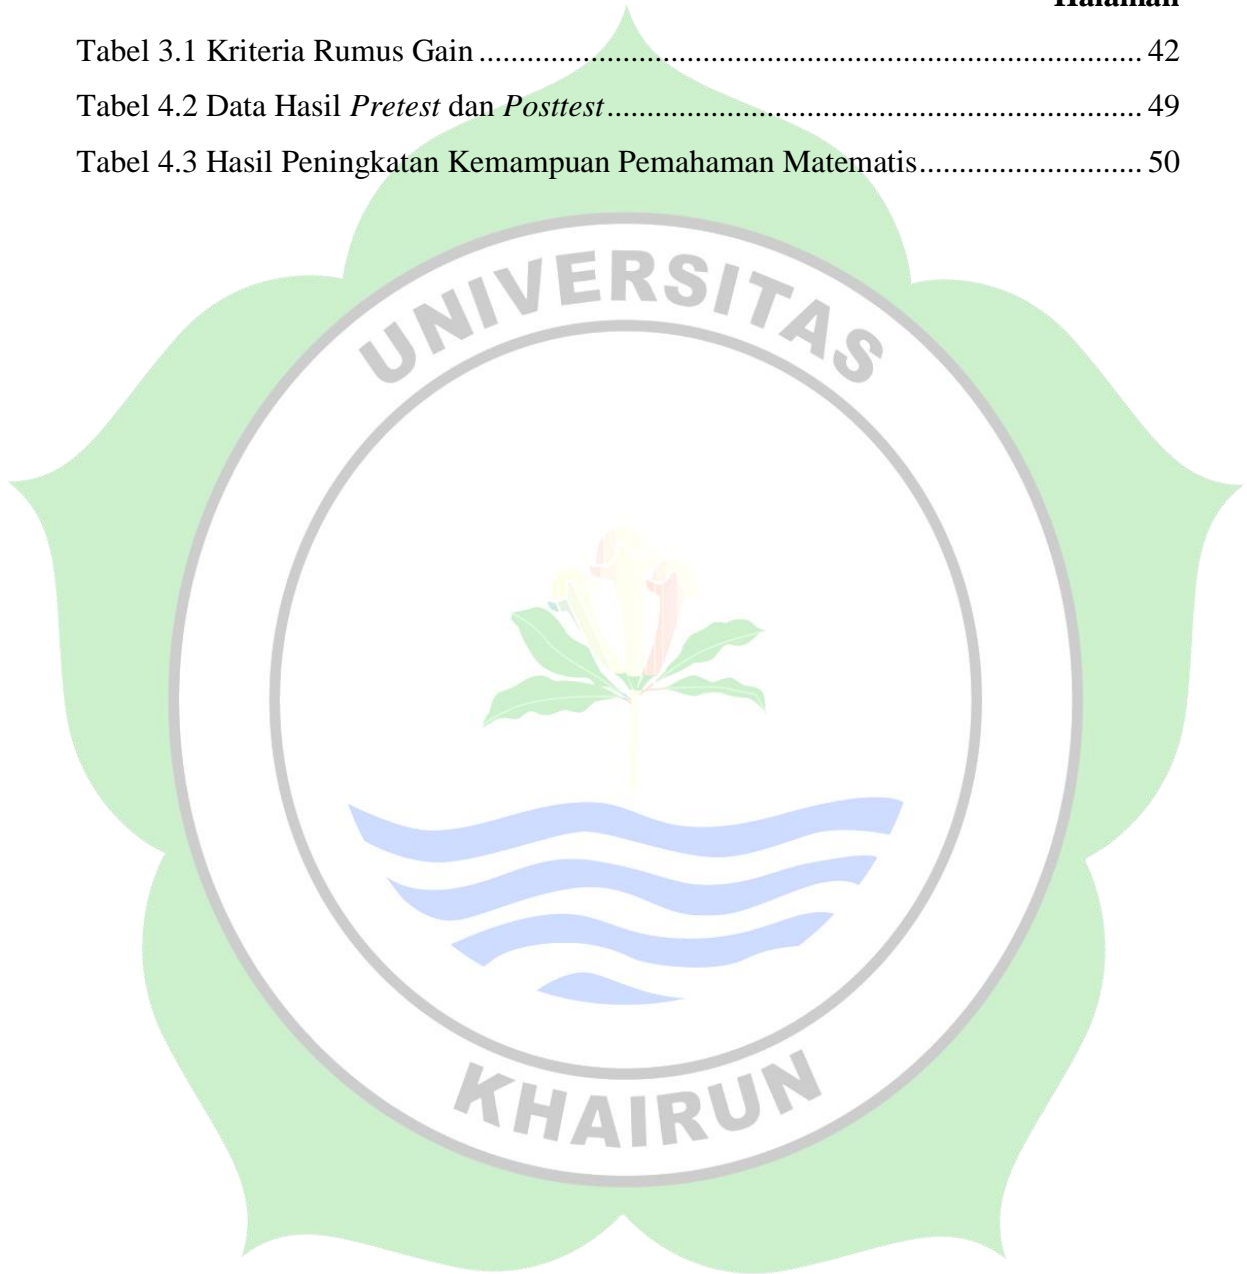 Halaman
Tabel 3.1 Kriteria Rumus Gain ................................................................................... 42
Tabel 4.2 Data Hasil Pretest dan Posttest ................................................................... 49
Tabel 4.3 Hasil Peningkatan Kemampuan Pemahaman Matematis ............................ 50
UNIVERSITAS
KHAIRUN